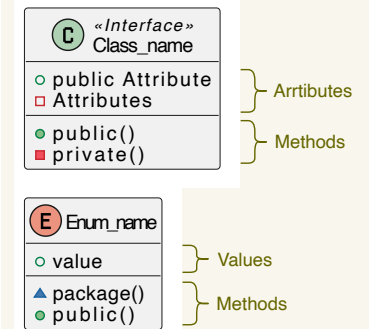 C «Interface»
Class_name
public Attribute
Attributes
Arrtibutes
public()
private()
Methods
E Enum_name
value
Values
package()
public()
Methods